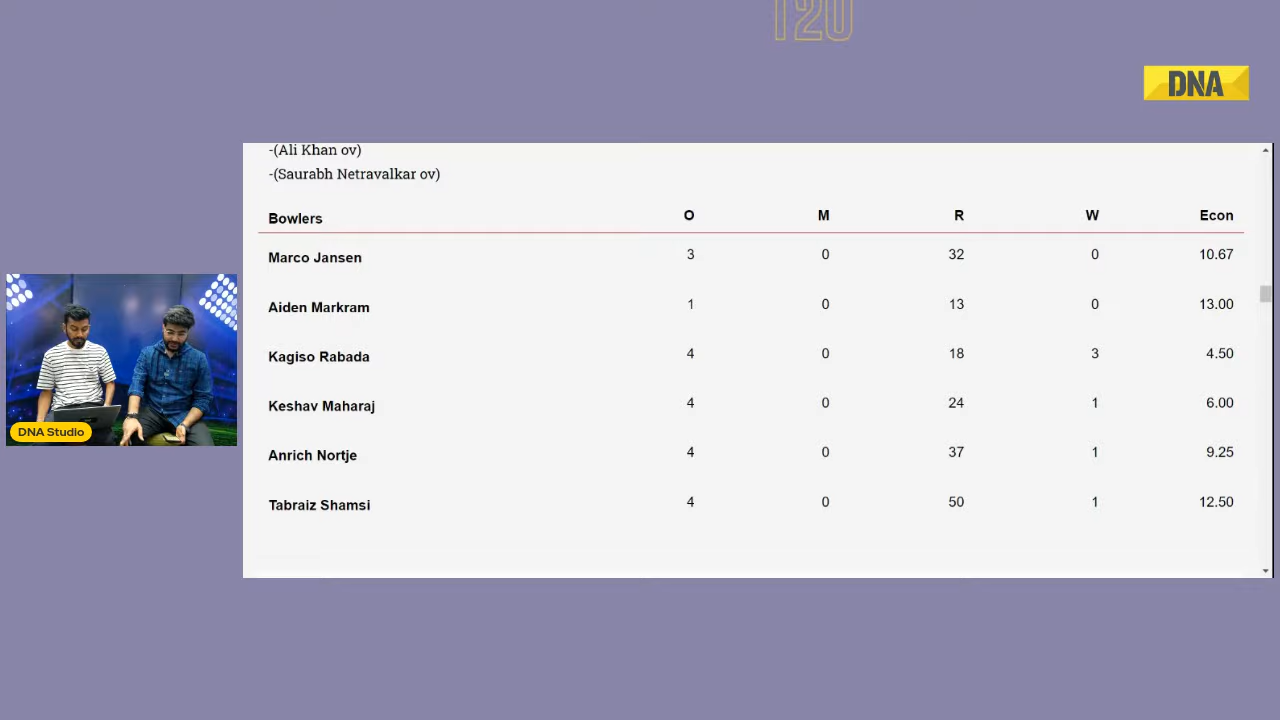 T20
DNA
-(Ali Khan ov)
-(Saurabh Netravalkar ov)
Bowlers O M R W Econ
Marco Jansen 3 0 32 0 10.67
Aiden Markram 1 0 13 0 13.00
Kagiso Rabada 4 0 18 3 4.50
Keshav Maharaj 4 0 24 1 6.00
Anrich Nortje 4 0 37 1 9.25
Tabraiz Shamsi 4 0 50 1 12.50
DNA Studio